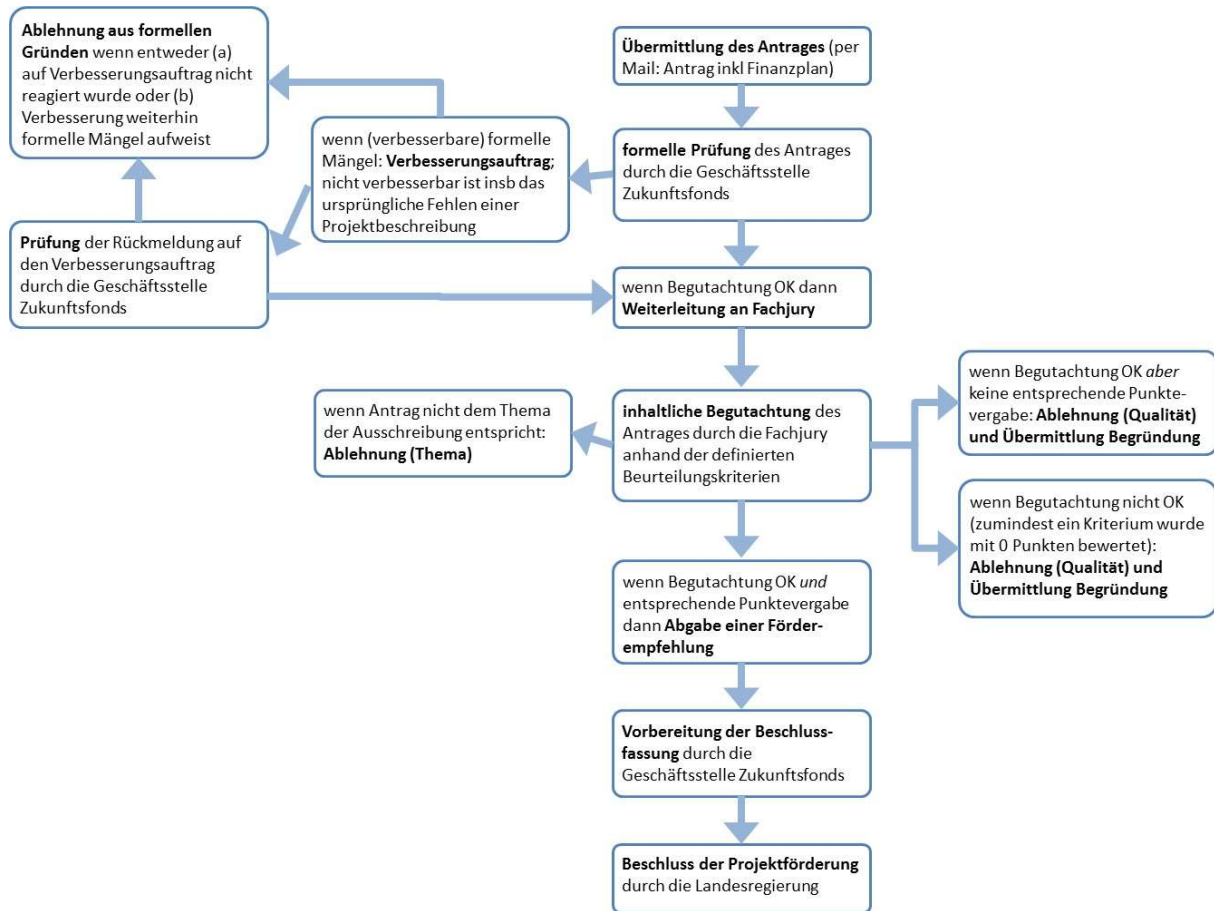 Ablehnung aus formellen
Gründen wenn entweder (a)
auf Verbesserungsauftrag nicht
reagiert wurde oder (b)
Verbesserung weiterhin
formelle Mängel aufweist
Übermittlung des Antrages (per
Mail: Antrag inkl Finanzplan)
wenn (verbesserbare) formelle
Mängel: Verbesserungsauftrag;
nicht verbesserbar ist insb das
ursprüngliche Fehlen einer
Projektbeschreibung
formelle Prüfung des Antrages
durch die Geschäftsstelle
Zukunftsfonds
Prüfung der Rückmeldung auf
den Verbesserungsauftrag
durch die Geschäftsstelle
Zukunftsfonds
wenn Begutachtung OK dann
Weiterleitung an Fachjury
wenn Antrag nicht dem Thema
der Ausschreibung entspricht:
Ablehnung (Thema)
inhaltliche Begutachtung des
Antrages durch die Fachjury
anhand der definierten
Beurteilungskriterien
wenn Begutachtung OK aber
keine entsprechende Punkte-
vergabe: Ablehnung (Qualität)
und Übermittlung Begründung
wenn Begutachtung nicht OK
(zumindest ein Kriterium wurde
mit 0 Punkten bewertet):
Ablehnung (Qualität) und
Übermittlung Begründung
wenn Begutachtung OK und
entsprechende Punktevergabe
dann Abgabe einer Förder-
empfehlung
Vorbereitung der Beschluss-
fassung durch die
Geschäftsstelle Zukunftsfonds
Beschluss der Projektförderung
durch die Landesregierung